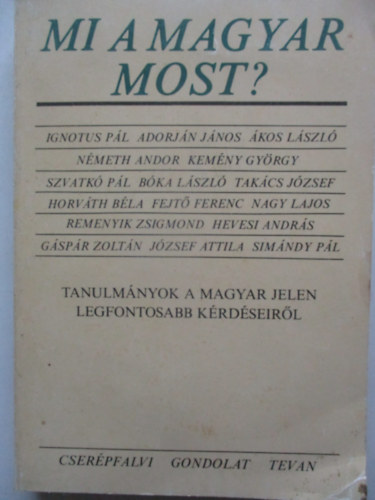 MI A MAGYAR
MOST?
IGNOTUS PÁL ADORJÁN JÁNOS ÁKOS LÁSZLÓ
NÉMETH ANDOR KEMÉNY GYÖRGY
SZVATKÓ PÁL BÓKA LÁSZLÓ TAKÁCS JÓZSEF
HORVÁTH BÉLA FEJTŐ FERENC NAGY LAJOS
REMENYIK ZSIGMOND HEVESI ANDRÁS
GÁSPÁR ZOLTÁN JÓZSEF ATTILA SIMÁNDY PÁL
TANULMÁNYOK A MAGYAR JELEN
LEGFONTOSABB KÉRDÉSEIRŐL
CSERÉPFALVI GONDOLAT TEVAN